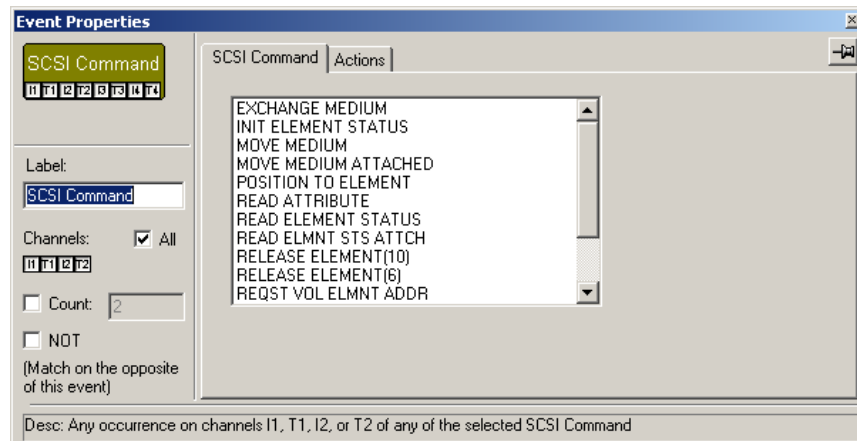 Event Properties
SCSI Command
I1 T1 I2 T2 I3 T3 I4 T4
Label:
SCSI Command
Channels: All
I1 T1 I2 T2
Count: 2
NOT
(Match on the opposite
of this event)
SCSI Command Actions
EXCHANGE MEDIUM
INIT ELEMENT STATUS
MOVE MEDIUM
MOVE MEDIUM ATTACHED
POSITION TO ELEMENT
READ ATTRIBUTE
READ ELEMENT STATUS
READ ELMNT STS ATTCH
RELEASE ELEMENT(10)
RELEASE ELEMENT(6)
REQST VOL ELMNT ADDR
Desc: Any occurrence on channels I1, T1, I2, or T2 of any of the selected SCSI Command